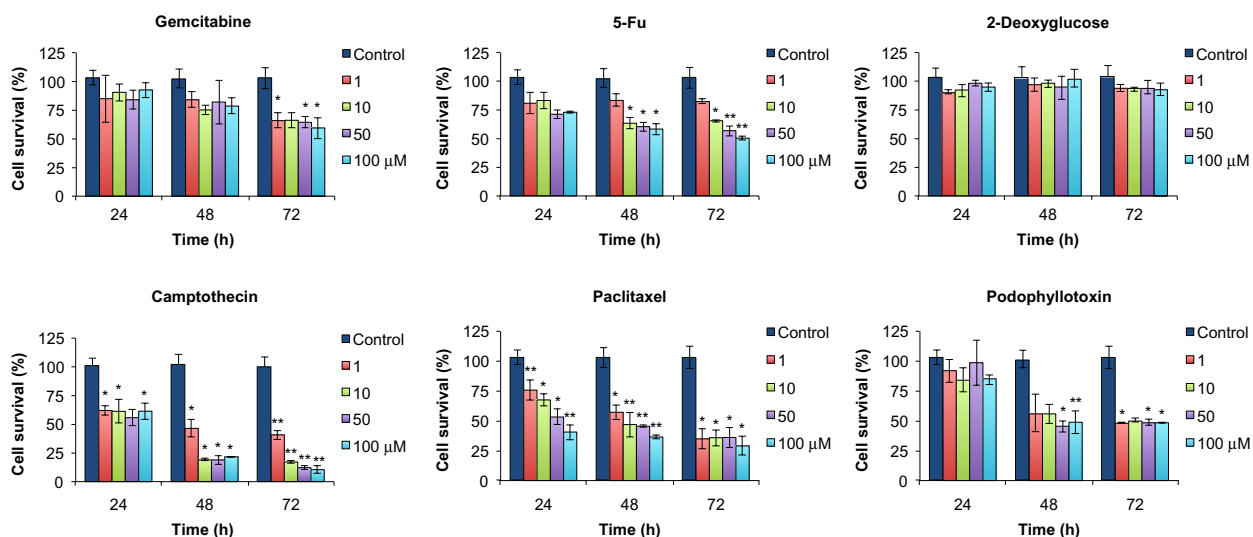 Gemcitabine
Cell survival (%)
125
100
75
50
25
0
* * * 
24 48 72
Time (h)
Control
1
10
50
100 μM
5-Fu
Cell survival (%)
125
100
75
50
25
0
* * * * ** **
24 48 72
Time (h)
Control
1
10
50
100 μM
2-Deoxyglucose
Cell survival (%)
125
100
75
50
25
0
24 48 72
Time (h)
Control
1
10
50
100 μM
Camptothecin
Cell survival (%)
125
100
75
50
25
0
* * * * * * * ** ** ** **
24 48 72
Time (h)
Control
1
10
50
100 μM
Paclitaxel
Cell survival (%)
125
100
75
50
25
0
** * * ** * ** ** ** * * * *
24 48 72
Time (h)
Control
1
10
50
100 μM
Podophyllotoxin
Cell survival (%)
125
100
75
50
25
0
* ** * * *
24 48 72
Time (h)
Control
1
10
50
100 μM